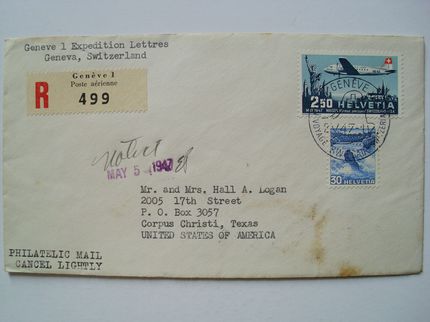 Geneve 1 Expedition Lettres
Geneva, Switzerland
Genève 1
Poste aérienne
R
499
2.50 HELVETIA
GENÈVE
30 HELVETIA
notice
MAY 5 1947
Mr. and Mrs. Hall A. Logan
2005 17th Street
P. O. Box 3057
Corpus Christi, Texas
UNITED STATES OF AMERICA
PHILATELIC MAIL
CANCEL LIGHTLY